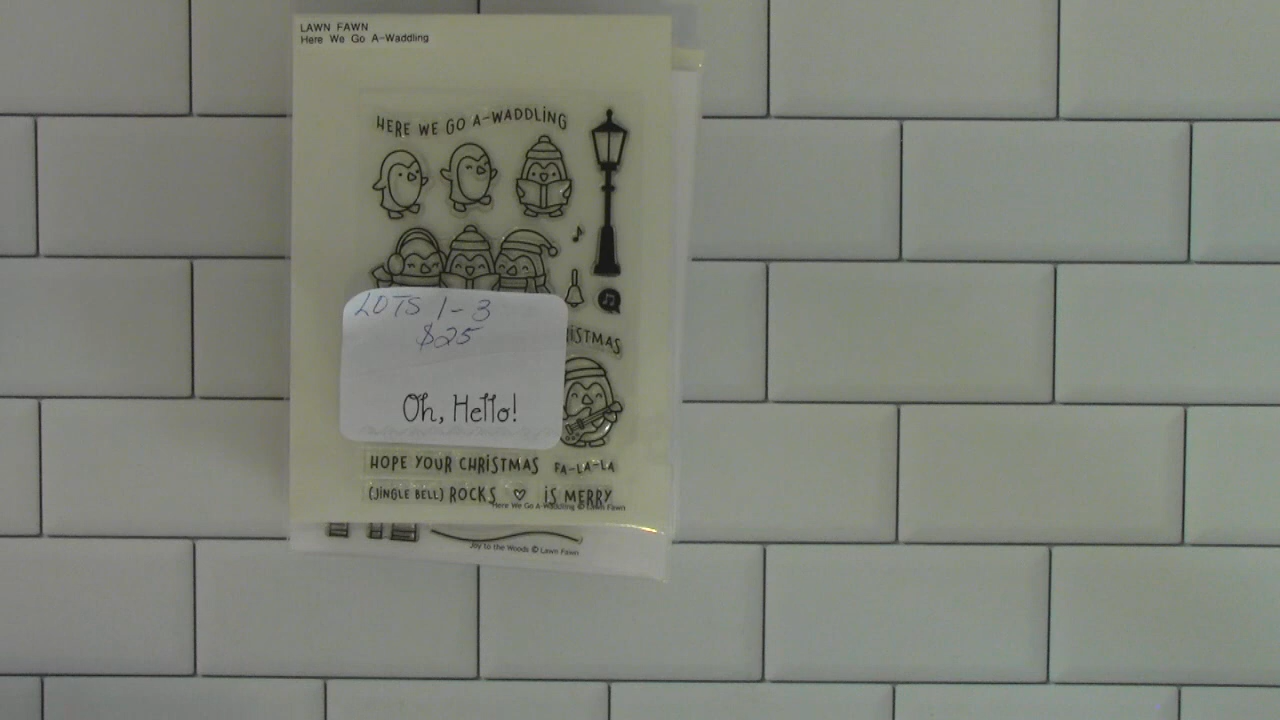 LAWN FAWN
Here We Go A-Waddling
HERE WE GO A-WADDLING
LOTS 1-3
$25
Oh, Hello!
HOPE YOUR CHRISTMAS FA-LA-LA
(JINGLE BELL) ROCKS IS MERRY
Here We Go A-Waddling © Lawn Fawn
Joy to the Woods © Lawn Fawn